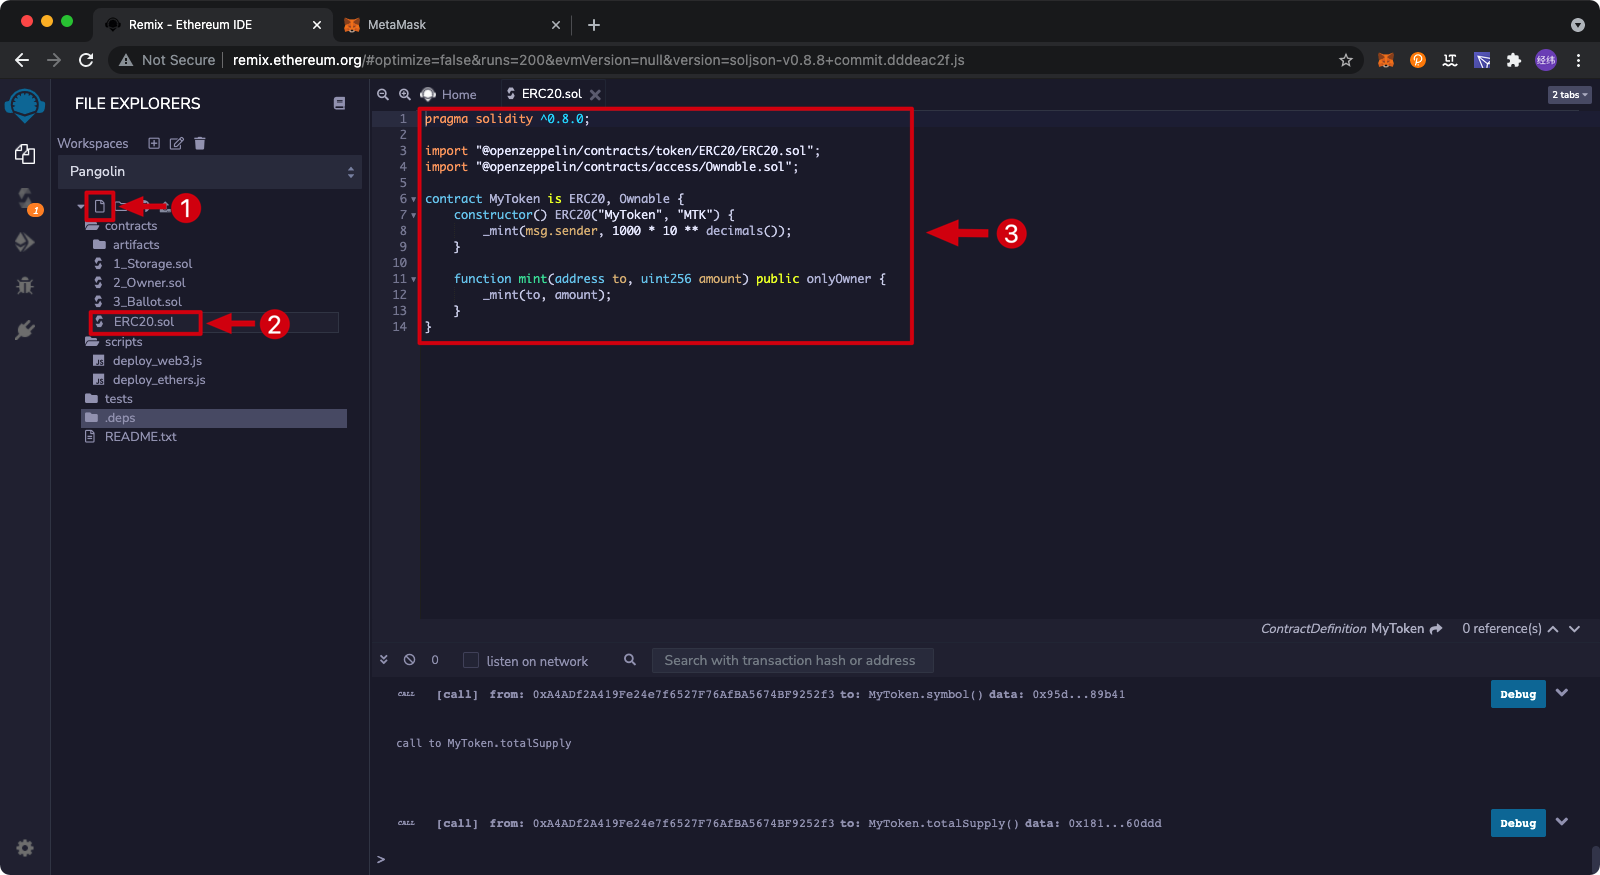 Remix - Ethereum IDE
MetaMask
Not Secure
remix.ethereum.org/#optimize=false&runs=200&evmVersion=null&version=soljson-v0.8.8+commit.dddeac2f.js
经纬
FILE EXPLORERS
Workspaces
Pangolin
1
contracts
artifacts
1_Storage.sol
2_Owner.sol
3_Ballot.sol
ERC20.sol
2
scripts
JS deploy_web3.js
JS deploy_ethers.js
tests
.deps
README.txt
1
Home
ERC20.sol
2 tabs
1 pragma solidity ^0.8.0;
2
3 import "@openzeppelin/contracts/token/ERC20/ERC20.sol";
4 import "@openzeppelin/contracts/access/Ownable.sol";
5
6 contract MyToken is ERC20, Ownable {
7 constructor() ERC20("MyToken", "MTK") {
8 _mint(msg.sender, 1000 * 10 ** decimals());
9 }
10
11 function mint(address to, uint256 amount) public onlyOwner {
12 _mint(to, amount);
13 }
14 }
3
ContractDefinition MyToken
0 reference(s)
0
listen on network
Search with transaction hash or address
CALL [call] from: 0xA4ADf2A419Fe24e7f6527F76AfBA5674BF9252f3 to: MyToken.symbol() data: 0x95d...89b41
Debug
call to MyToken.totalSupply
CALL [call] from: 0xA4ADf2A419Fe24e7f6527F76AfBA5674BF9252f3 to: MyToken.totalSupply() data: 0x181...60ddd
Debug
>